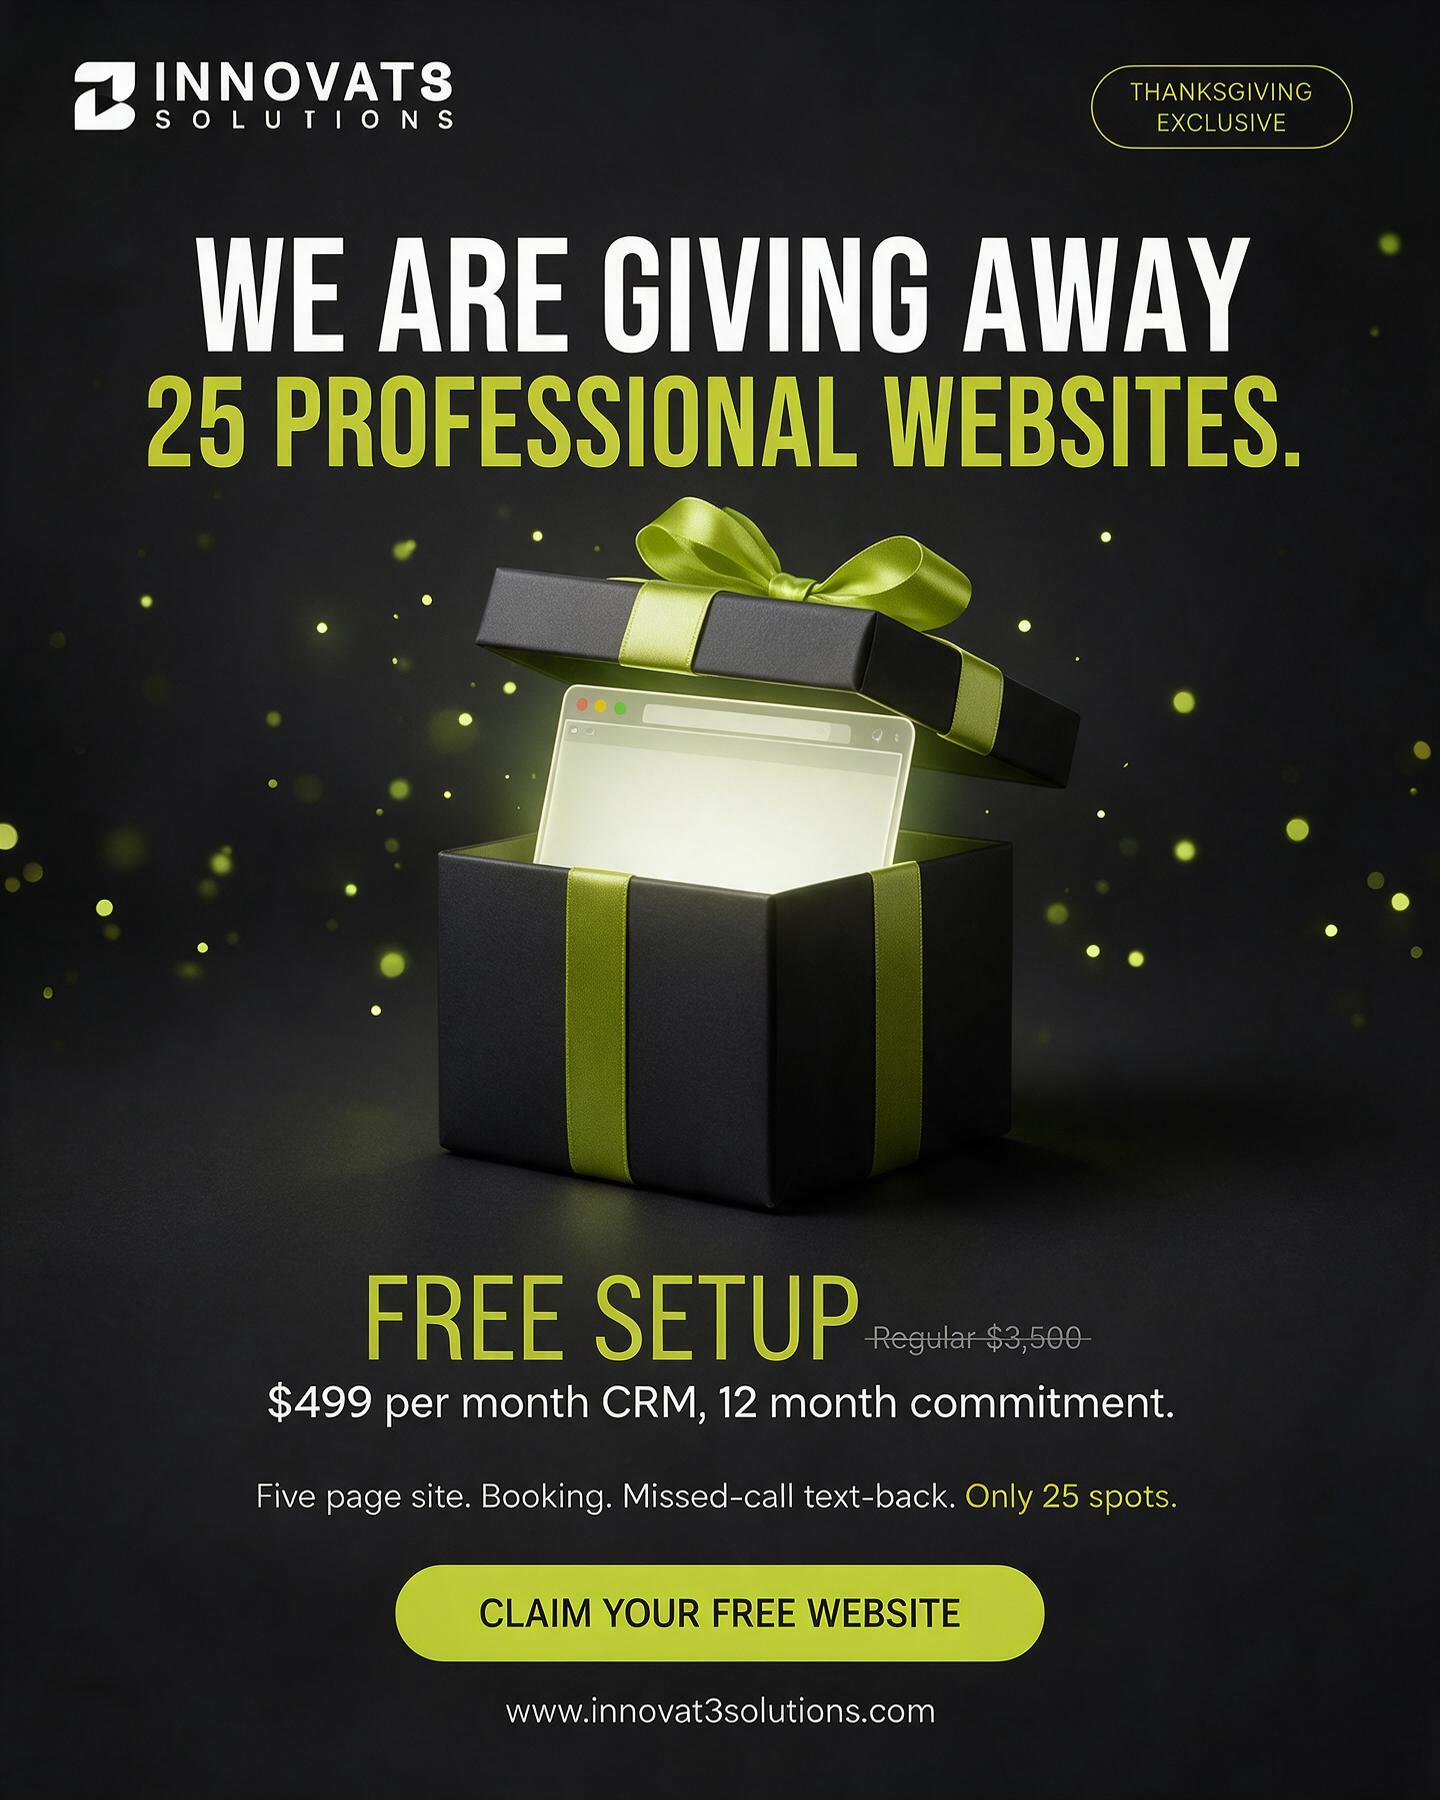 INNOVATS
SOLUTIONS
THANKSGIVING
EXCLUSIVE
WE ARE GIVING AWAY
25 PROFESSIONAL WEBSITES.
FREE SETUP Regular $3,500
$499 per month CRM, 12 month commitment.
Five page site. Booking. Missed-call text-back. Only 25 spots.
CLAIM YOUR FREE WEBSITE
www.innovat3solutions.com